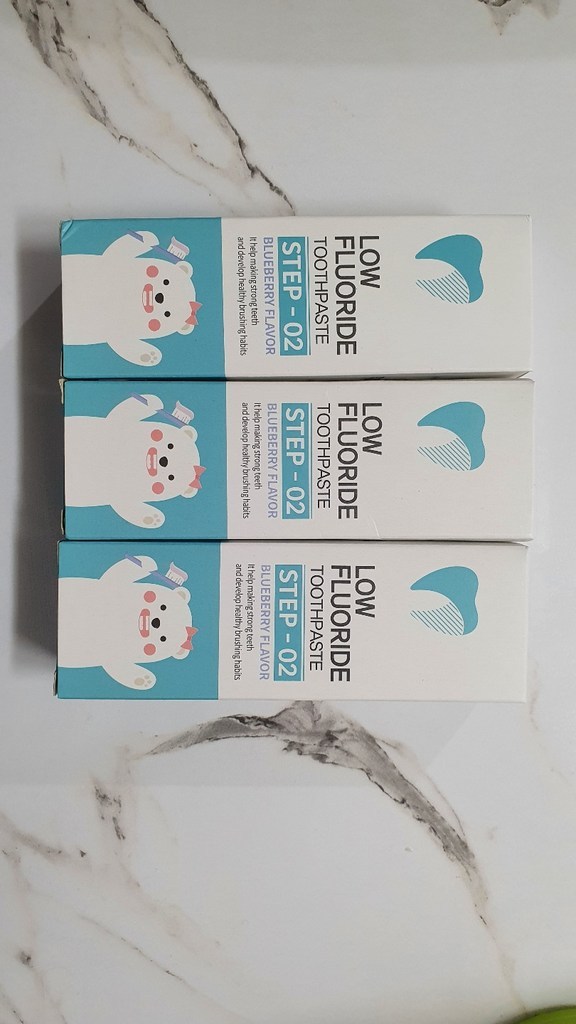 LOW
FLUORIDE
TOOTHPASTE
STEP - 02
BLUEBERRY FLAVOR
It help making strong teeth
and develop healthy brushing habits
LOW
FLUORIDE
TOOTHPASTE
STEP - 02
BLUEBERRY FLAVOR
It help making strong teeth
and develop healthy brushing habits
LOW
FLUORIDE
TOOTHPASTE
STEP - 02
BLUEBERRY FLAVOR
It help making strong teeth
and develop healthy brushing habits